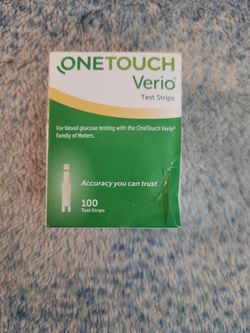 ONETOUCH
Verio®
Test Strips
For blood glucose testing with the OneTouch Verio®
Family of Meters.
Accuracy you can trust
100
Test Strips